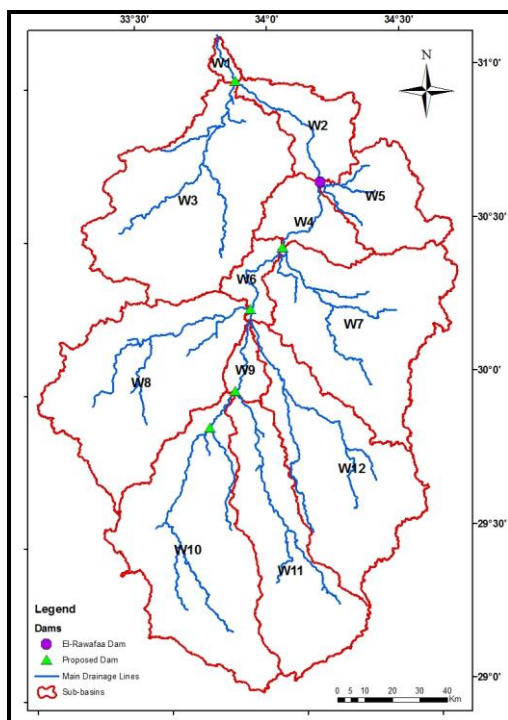 33°30' 34°0' 34°30'
N
31°0'
W1
W2
W5
W3
30°30'
W4
W6
W7
30°0'
W8
W9
W12
29°30'
W10
W11
Legend
Dams
El-Rawafaa Dam
Proposed Dam
Main Drainage Lines
Sub-basins
29°0'
0 5 10 20 30 40
Km